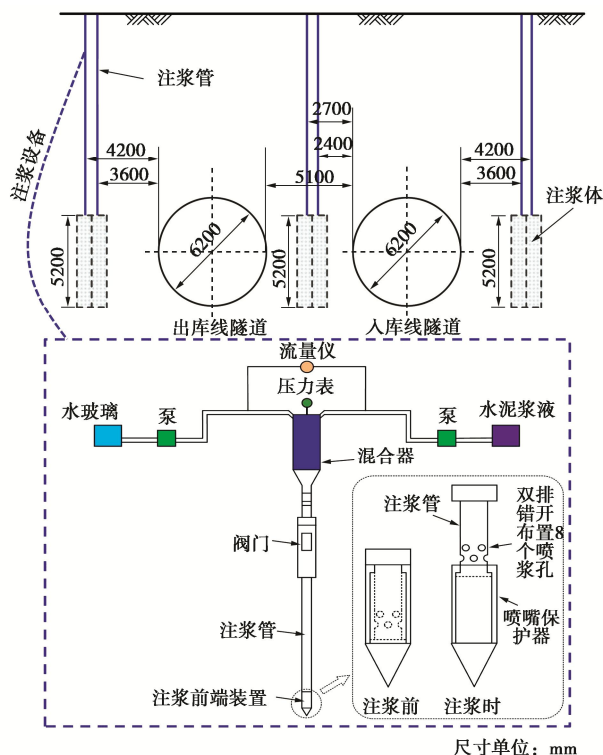 注浆管
注浆设备
2700
2400
4200
3600
5100
4200
3600
注浆体
5200
6200
5200
6200
5200
出库线隧道
入库线隧道
流量仪
压力表
水玻璃
泵
泵
水泥浆液
混合器
阀门
注浆管
注浆前端装置
注浆管
双排
错开
布置8
个喷
浆孔
喷嘴保
护器
注浆前
注浆时
尺寸单位：mm